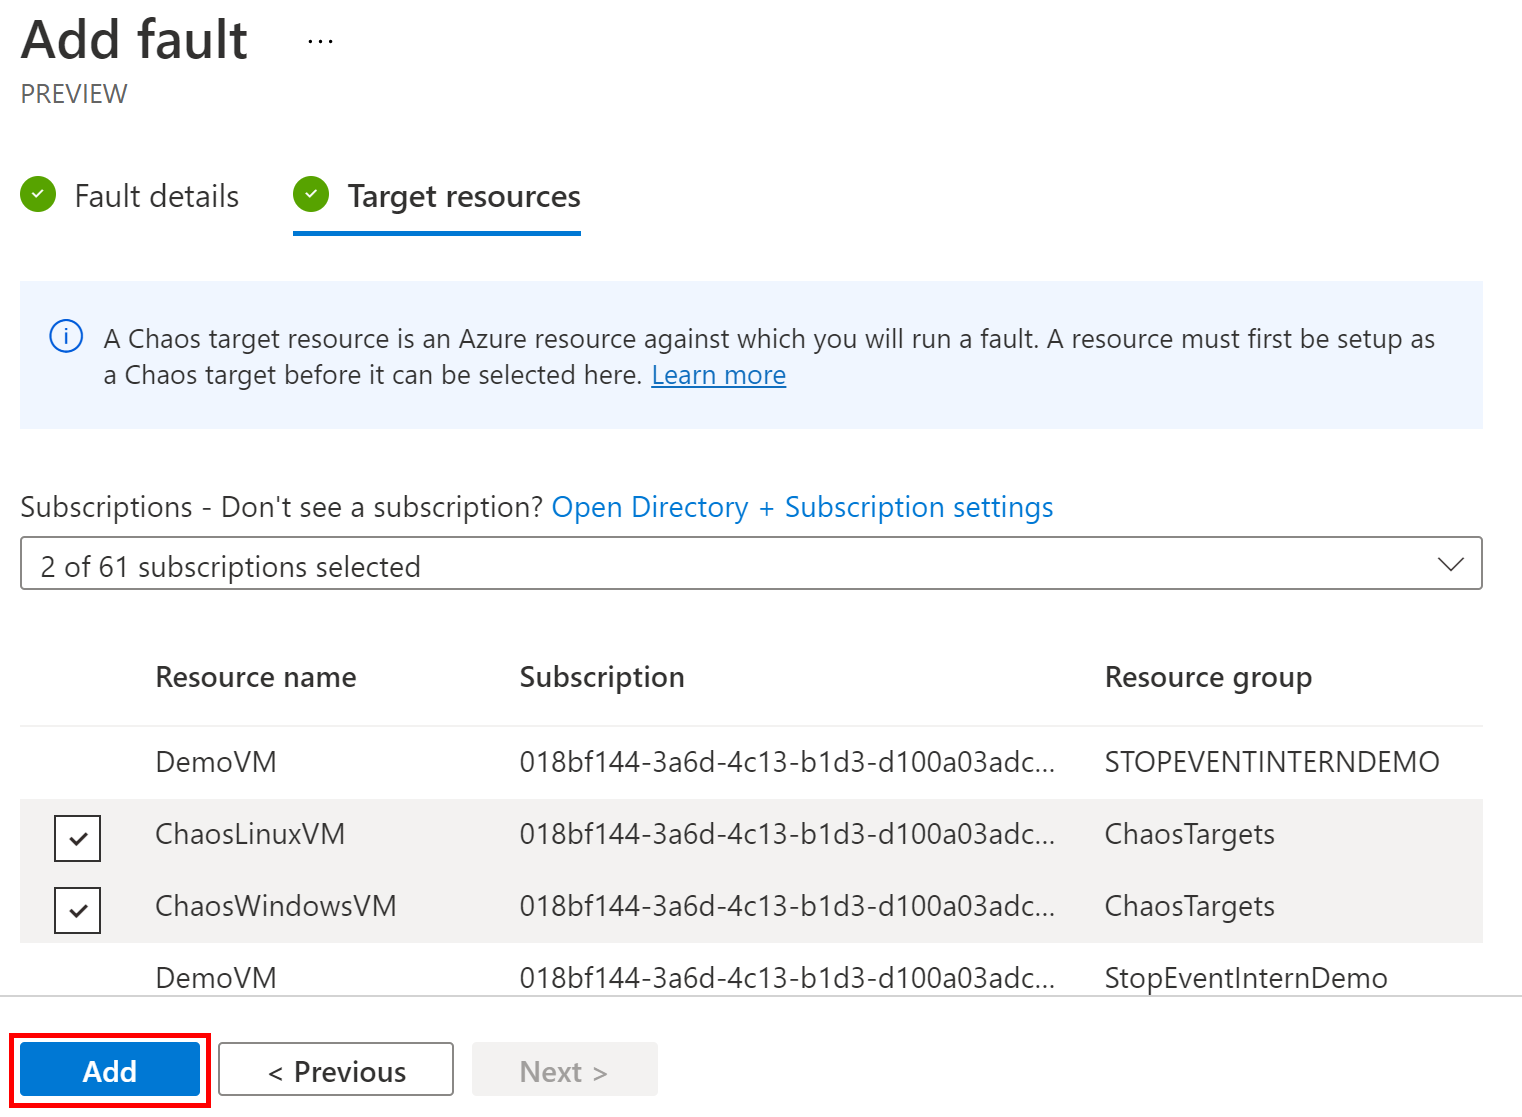 Add fault ...
PREVIEW
Fault details Target resources
A Chaos target resource is an Azure resource against which you will run a fault. A resource must first be setup as
a Chaos target before it can be selected here. Learn more
Subscriptions - Don't see a subscription? Open Directory + Subscription settings
2 of 61 subscriptions selected
Resource name Subscription Resource group
DemoVM 018bf144-3a6d-4c13-b1d3-d100a03adc... STOPEVENTINTERNDEMO
ChaosLinuxVM 018bf144-3a6d-4c13-b1d3-d100a03adc... ChaosTargets
ChaosWindowsVM 018bf144-3a6d-4c13-b1d3-d100a03adc... ChaosTargets
DemoVM 018bf144-3a6d-4c13-b1d3-d100a03adc... StopEventInternDemo
Add < Previous Next >